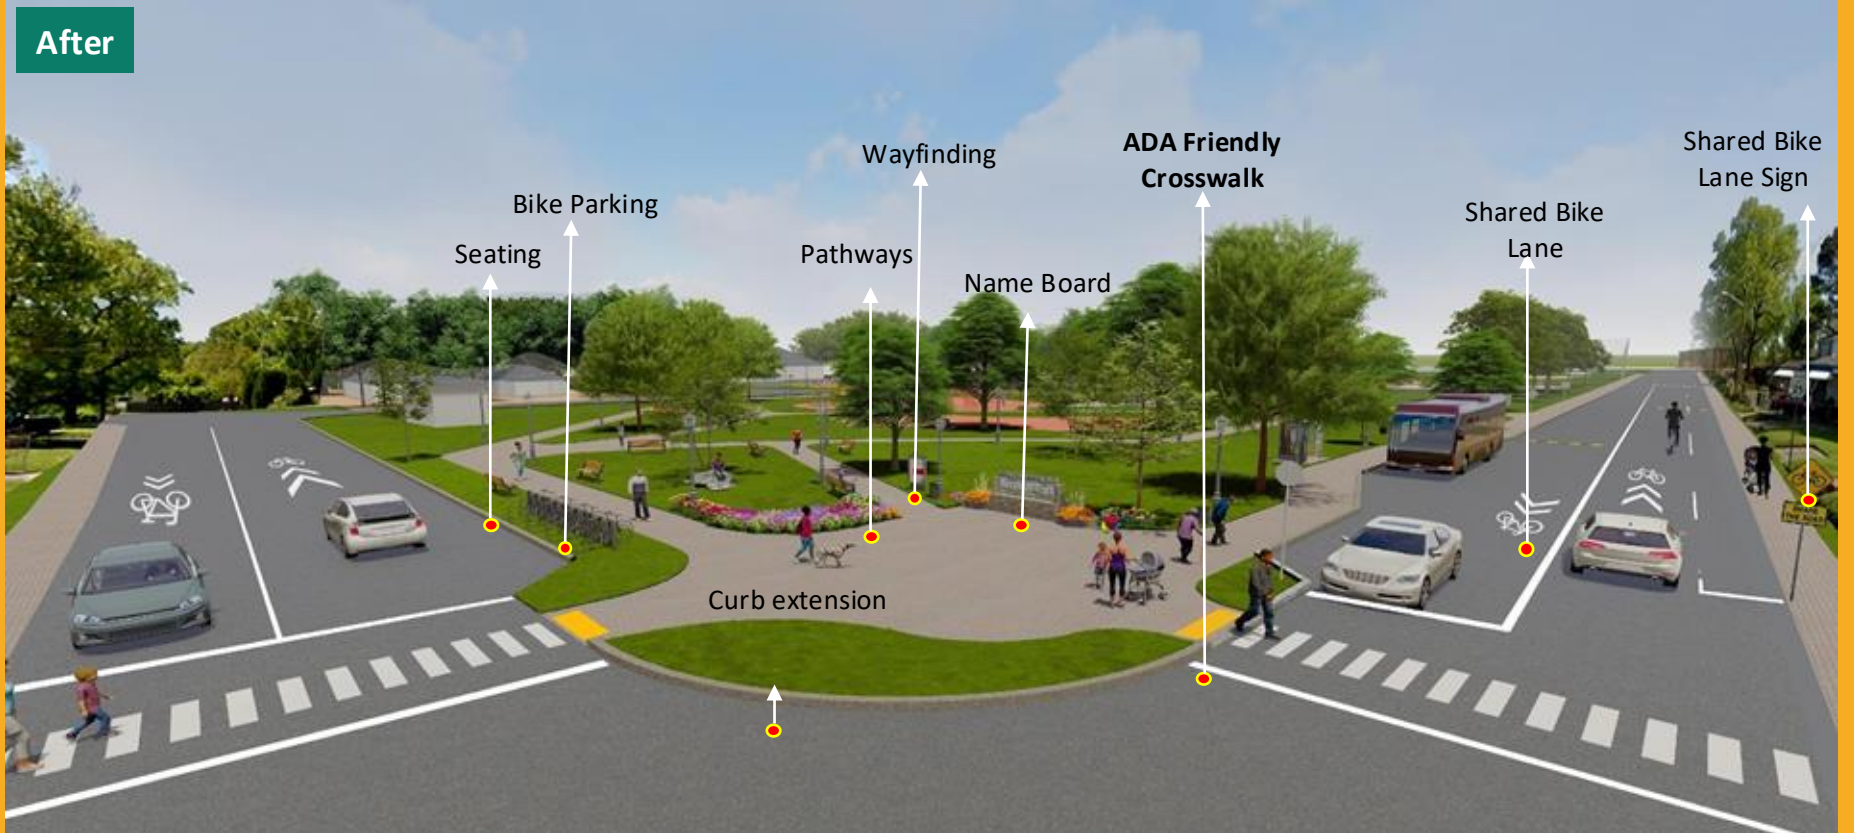 After
Wayfinding
ADA Friendly
Crosswalk
Shared Bike
Lane Sign
Bike Parking
Shared Bike
Lane
Seating
Pathways
Name Board
Curb extension